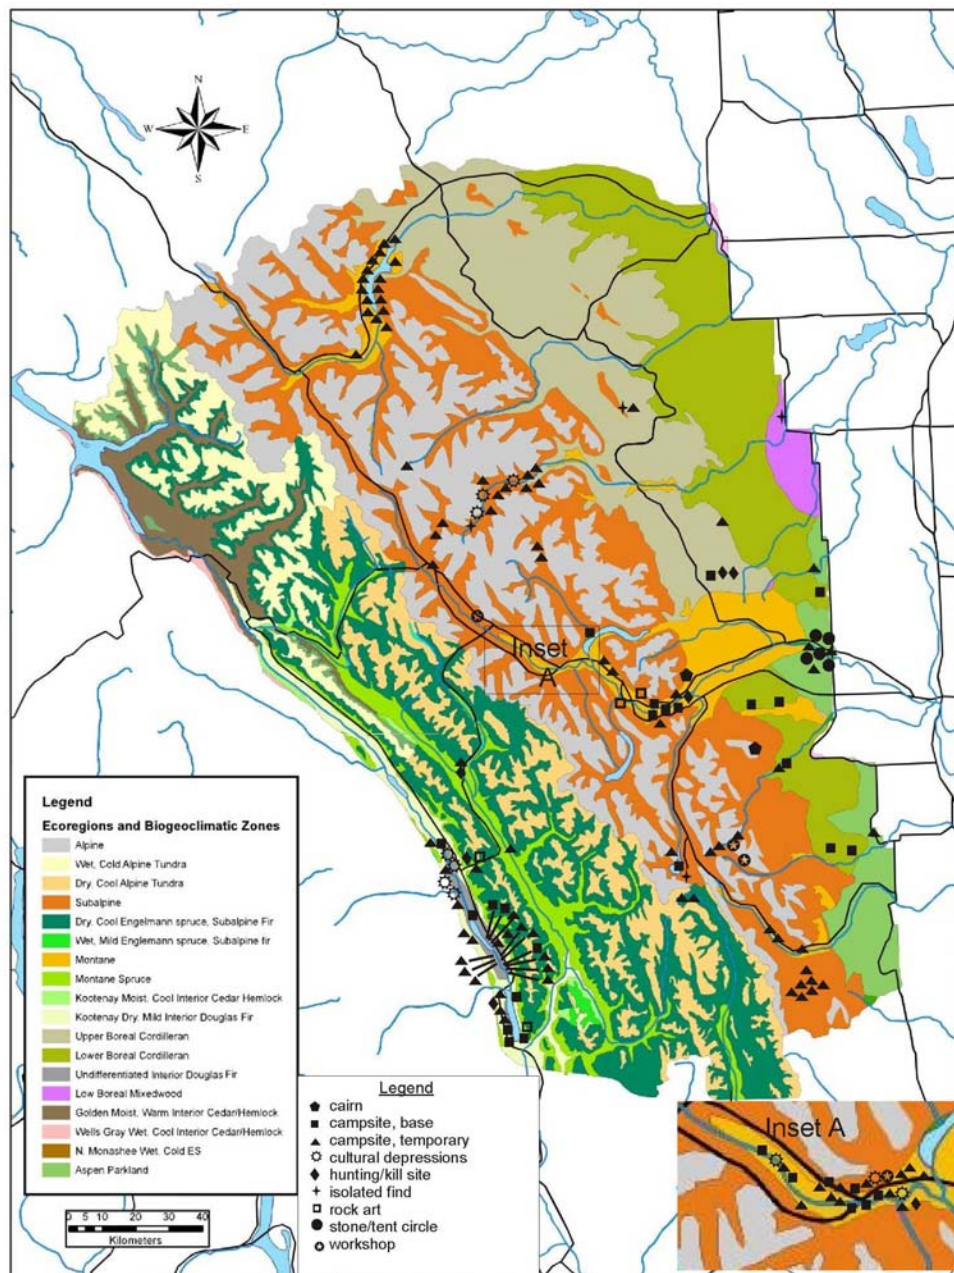 N
W
E
S
Inset
A
Legend
Ecoregions and Biogeoclimatic Zones
Alpine
Wet, Cold Alpine Tundra
Dry, Cool Alpine Tundra
Subalpine
Dry, Cool Engelmann spruce, Subalpine Fir
Wet, Mild Englemann spruce, Subalpine fir
Montane
Montane Spruce
Kootenay Moist, Cool Interior Cedar Hemlock
Kootenay Dry, Mild Interior Douglas Fir
Upper Boreal Cordilleran
Lower Boreal Cordilleran
Undifferentiated Interior Douglas Fir
Low Boreal Mixedwood
Golden Moist, Warm Interior Cedar/Hemlock
Wells Gray Wet, Cool Interior Cedar/Hemlock
N. Monashee Wet, Cold ES
Aspen Parkland
0 5 10 20 30 40
Kilometers
Legend
cairn
campsite, base
campsite, temporary
cultural depressions
hunting/kill site
isolated find
rock art
stone/tent circle
workshop
Inset A